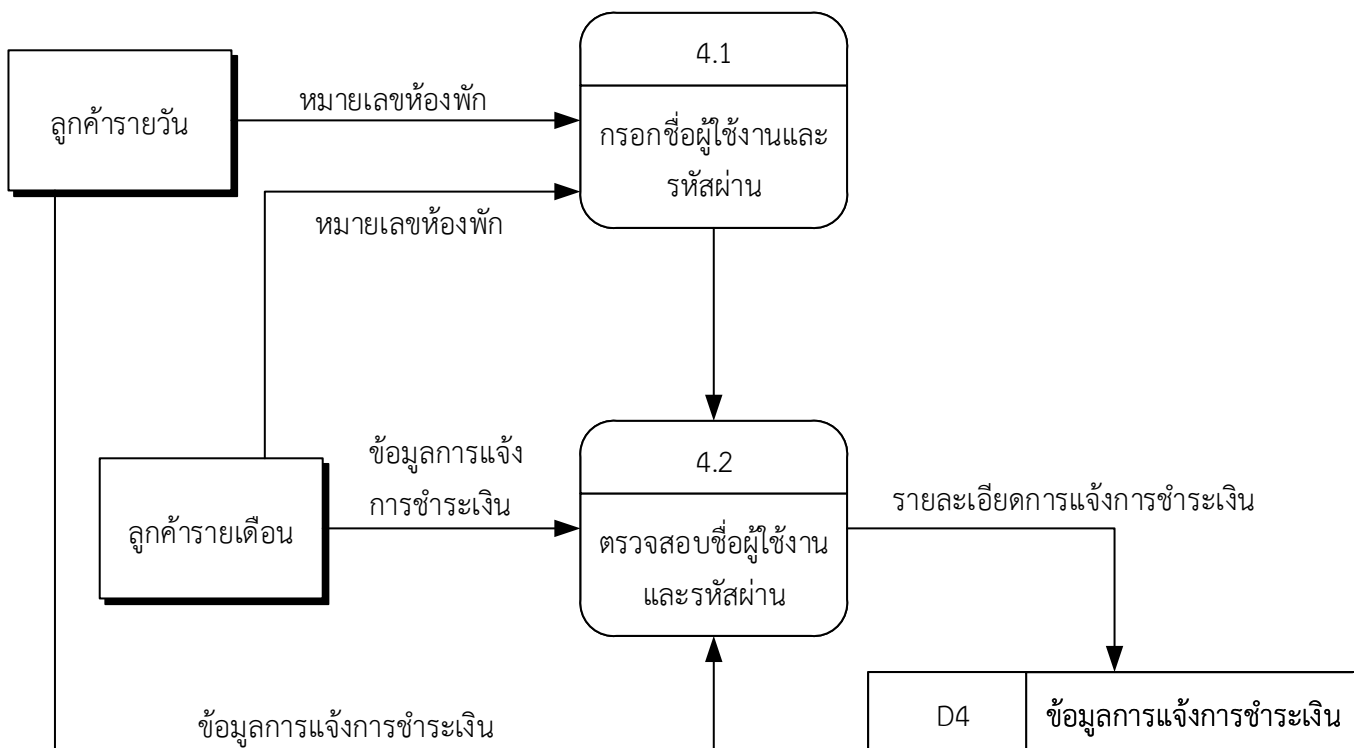 4.1
ลูกค้ารายวัน
หมายเลขห้องพัก
กรอกชื่อผู้ใช้งานและ
รหัสผ่าน
หมายเลขห้องพัก
4.2
ข้อมูลการแจ้ง
การชำระเงิน
ลูกค้ารายเดือน
ตรวจสอบชื่อผู้ใช้งาน
และรหัสผ่าน
รายละเอียดการแจ้งการชำระเงิน
D4
ข้อมูลการแจ้งการชำระเงิน
ข้อมูลการแจ้งการชำระเงิน